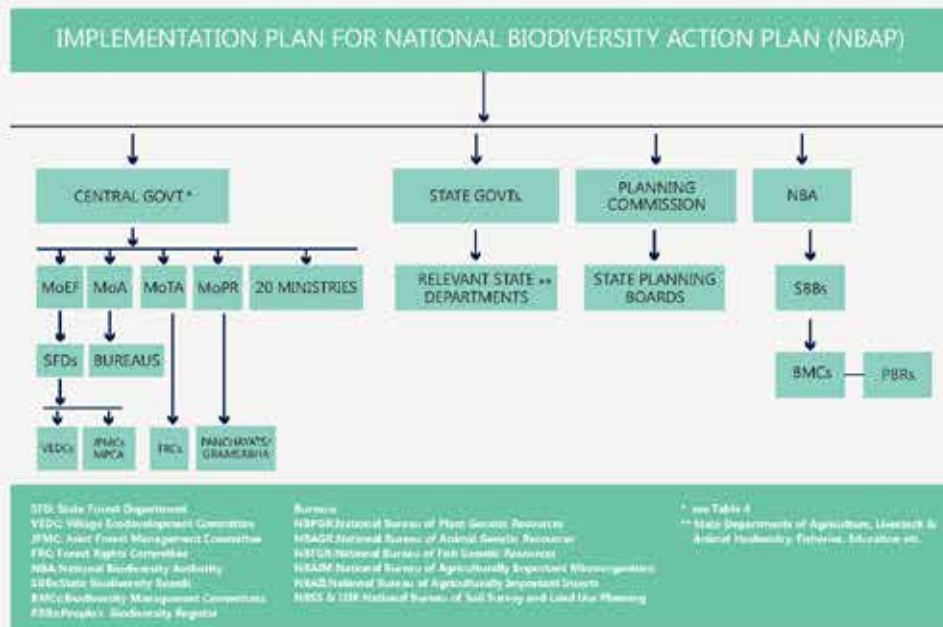 IMPLEMENTATION PLAN FOR NATIONAL BIODIVERSITY ACTION PLAN (NBAP)
CENTRAL GOVT.*
STATE GOVTs
PLANNING
COMMISSION
NBA
MoEF
MoA
MoTA
MoPR
20 MINISTRIES
RELEVANT STATE **
DEPARTMENTS
STATE PLANNING
BOARDS
SBBs
SFDs
BUREAUS
BMCs
PBRs
VEDCs
JFMCs
MPCA
FRCs
PANCHAYATS/
GRAMSABHA
SFD: State Forest Department
VEDC: Village Ecodevelopment Committee
JFMC: Joint Forest Management Committee
FRC: Forest Rights Committee
NBA: National Biodiversity Authority
SBBs:State Biodiversity Boards
BMCs:Biodiversity Management
PBRs:People's Biodiversity Register
Bureaus
NBPGR:National Bureau of Plant Genetic Resources
NBAGR:National Bureau of Animal Genetic Resources
NBFGR:National Bureau of Fish Genetic Resources
NBAIM:National Bureau of Agriculturally Important Microorganisms
NBAII:National Bureau of Agriculturally Important Insects
NBSS & LUP:National Bureau of Soil Survey and Land Use Planning
* see Table 4
** State Departments of Agriculture, Livestock &
Animal Husbandry, Fisheries, Education etc.